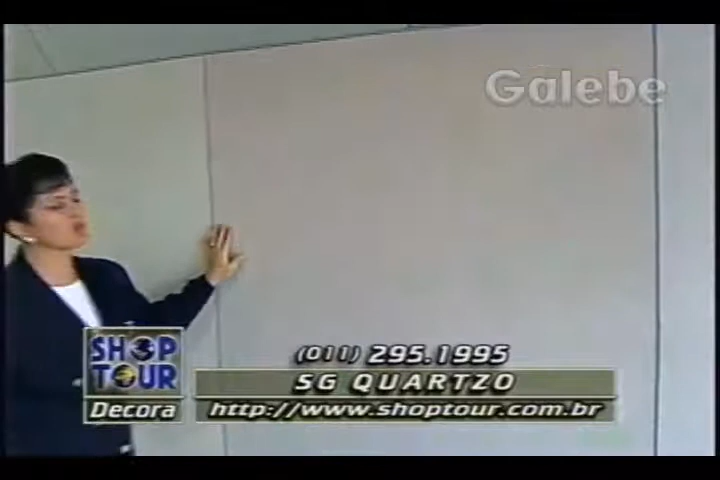 Galebe
SHOP
TOUR
Decora
(011) 295.1995
SG QUARTZO
http://www.shoptour.com.br